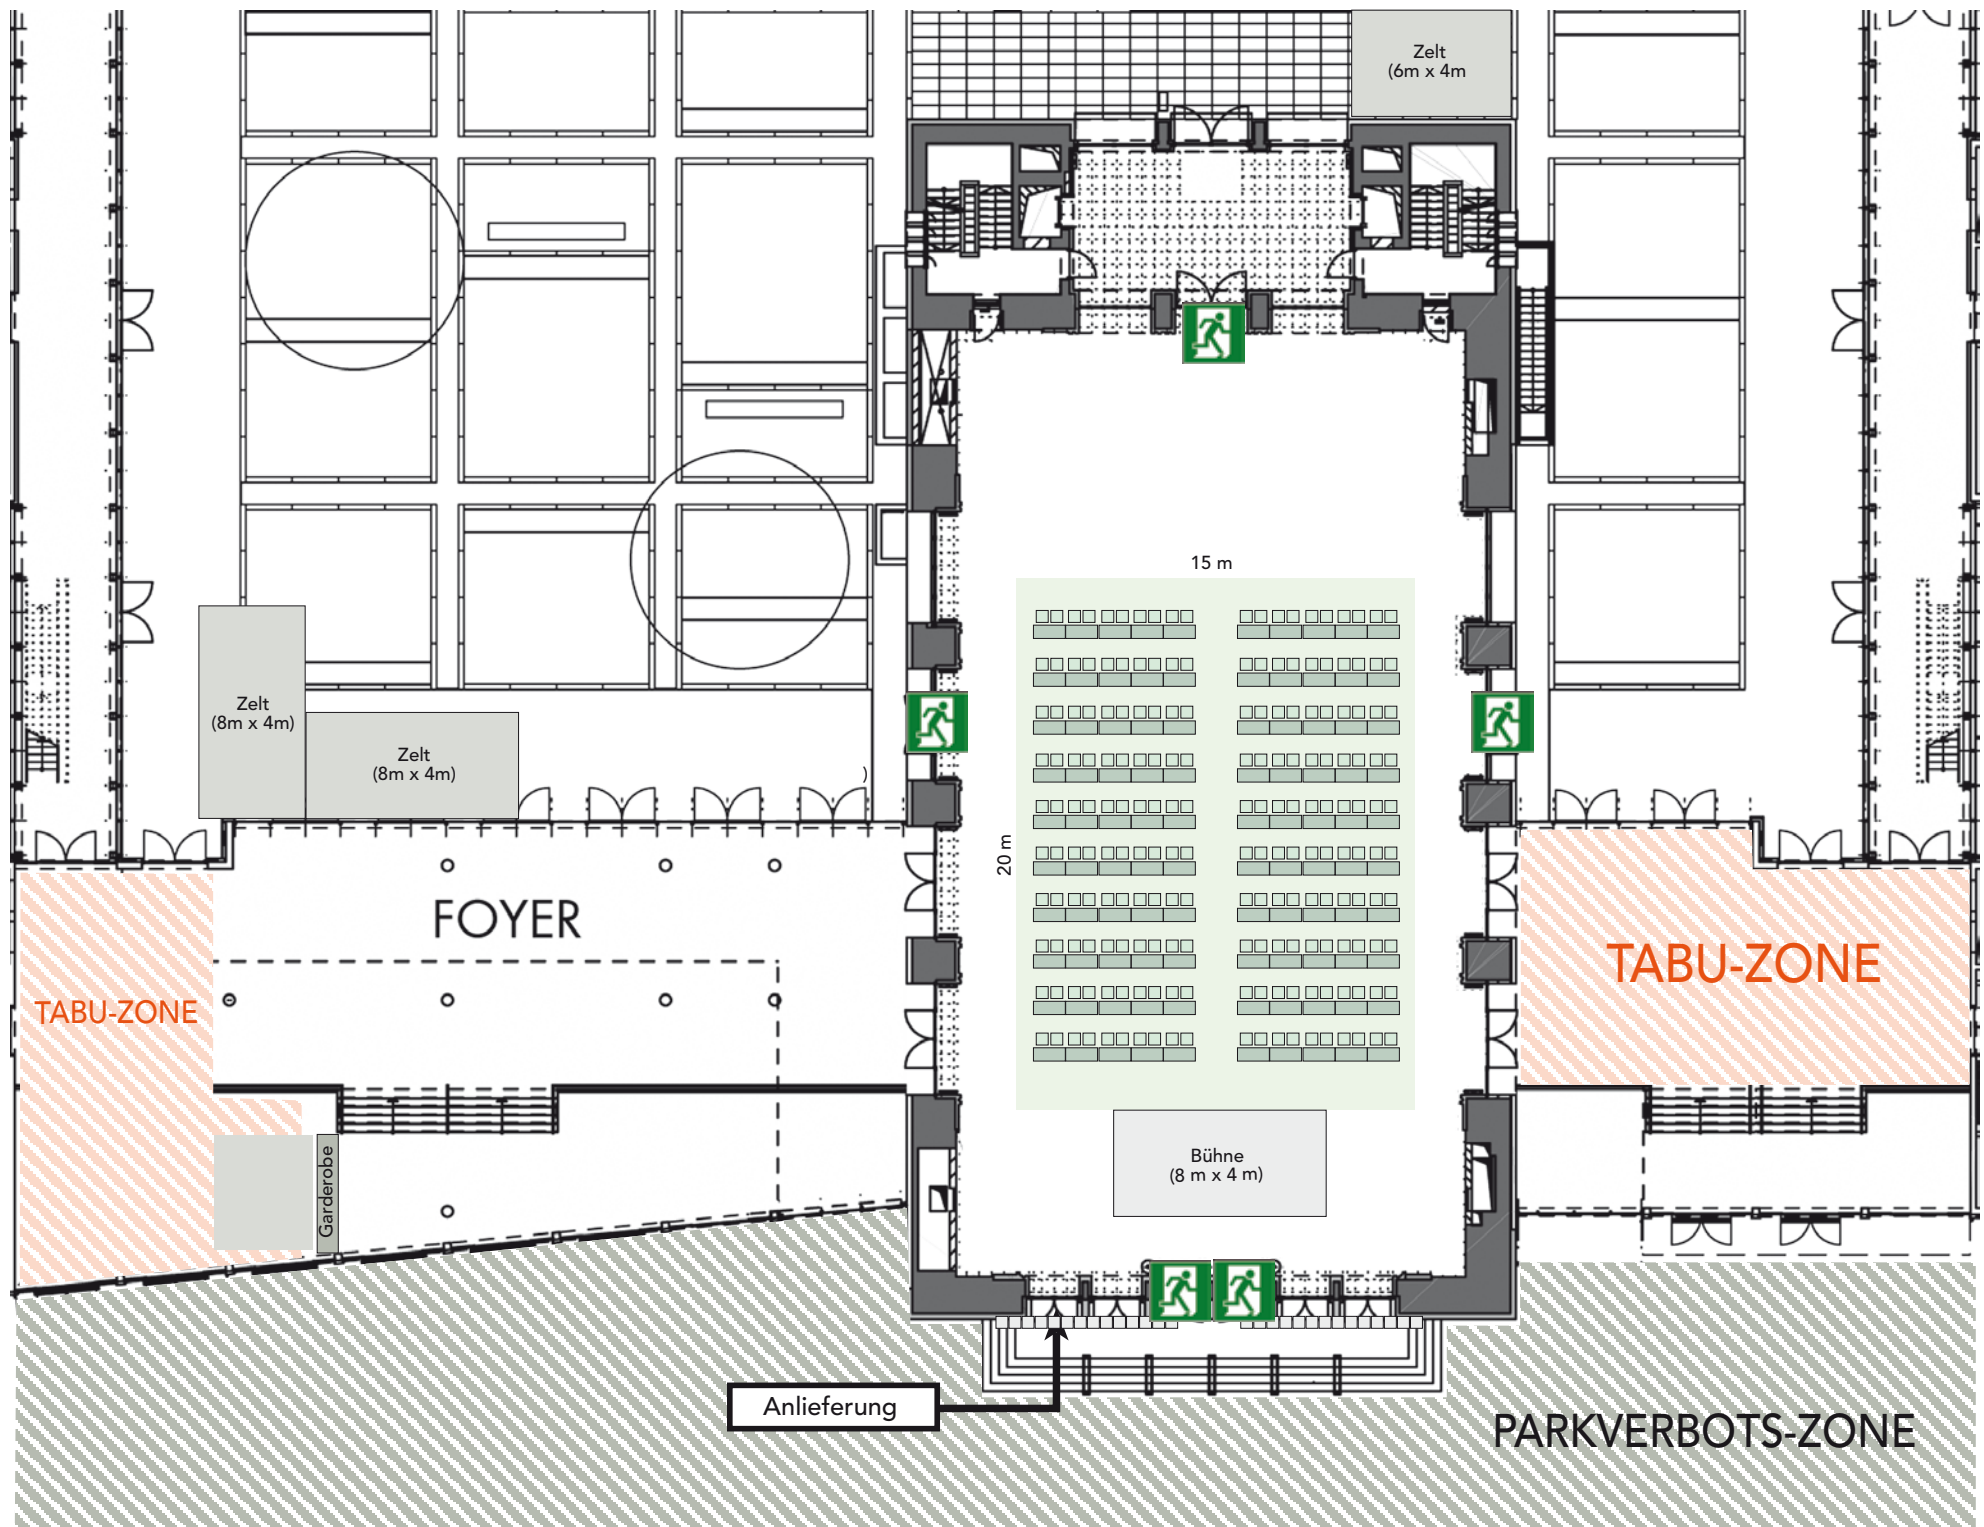 Zelt
(6m x 4m
15 m
Zelt
(8m x 4m)
Zelt
(8m x 4m)
)
20 m
FOYER
TABU-ZONE
TABU-ZONE
Garderobe
Bühne
(8 m x 4 m)
Anlieferung
PARKVERBOTS-ZONE